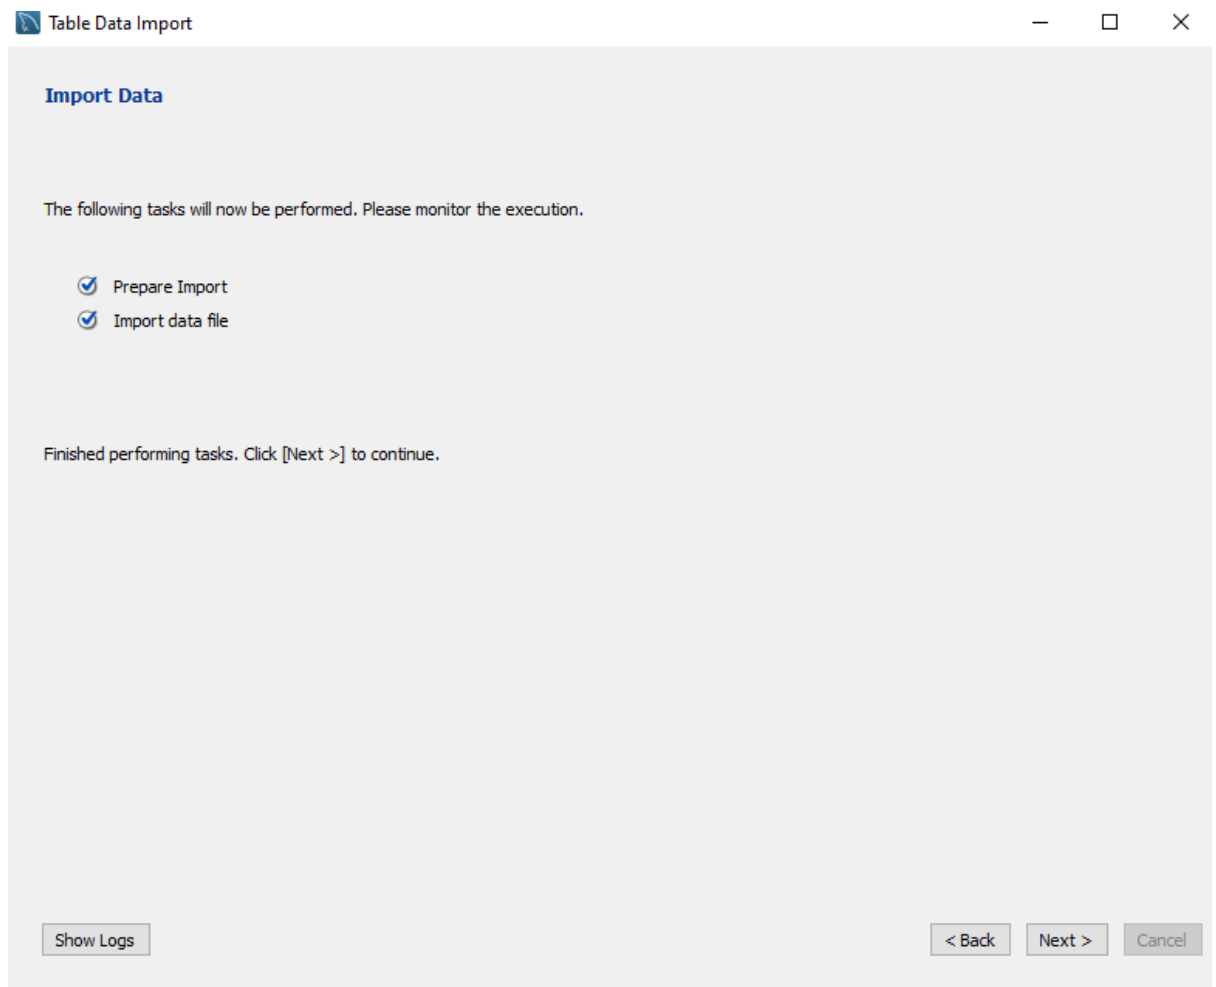 Table Data Import
Import Data
The following tasks will now be performed. Please monitor the execution.
Prepare Import
Import data file
Finished performing tasks. Click [Next >] to continue.
Show Logs
< Back
Next >
Cancel